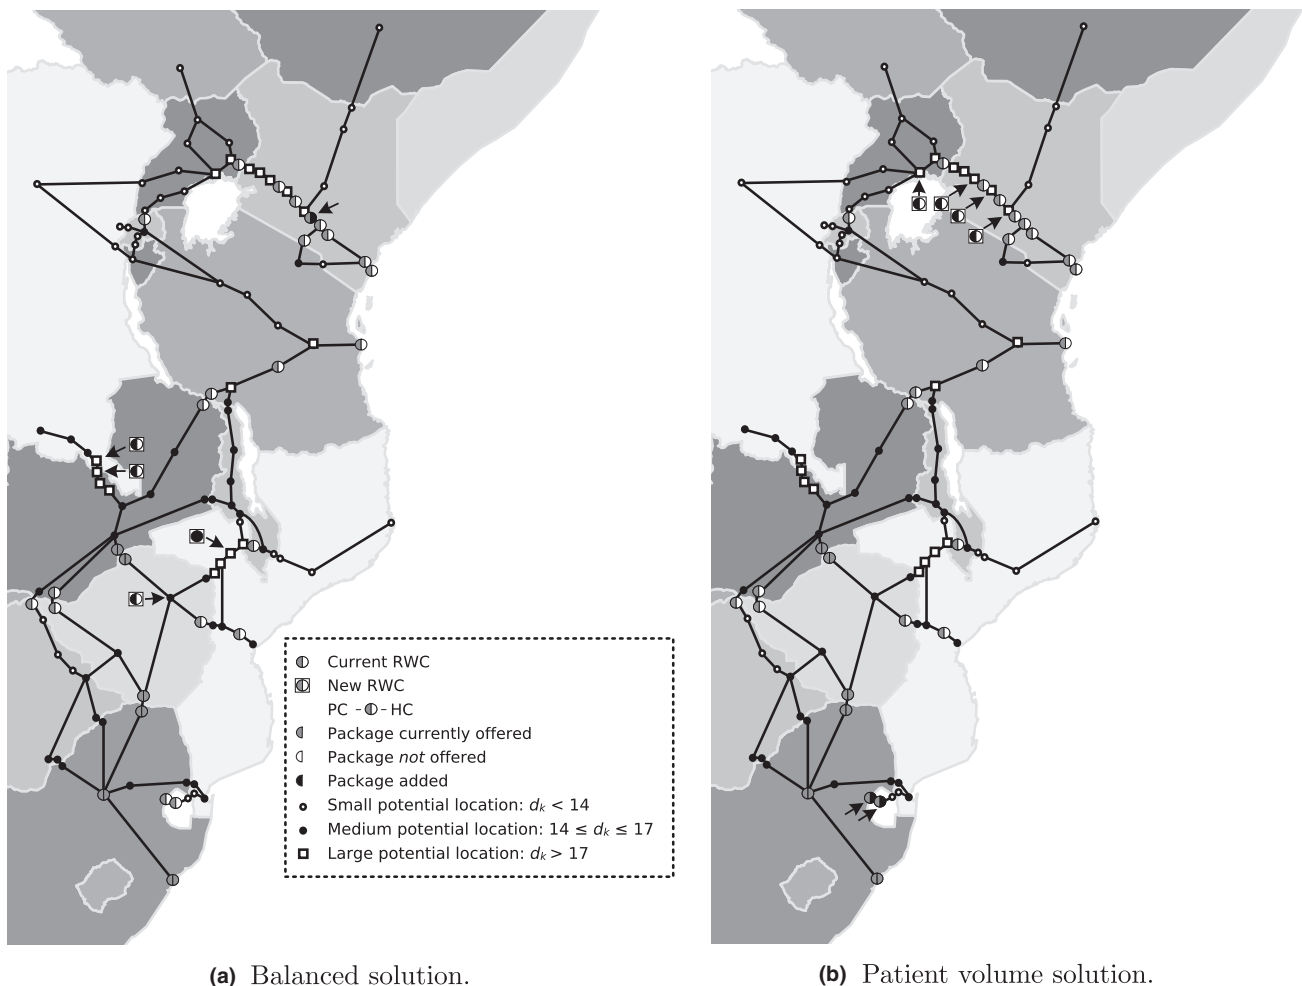 Current RWC
New RWC
PC - - HC
Package currently offered
Package not offered
Package added
Small potential location: dₖ < 14
Medium potential location: 14 ≤ dₖ ≤ 17
Large potential location: dₖ > 17
(a) Balanced solution.
(b) Patient volume solution.